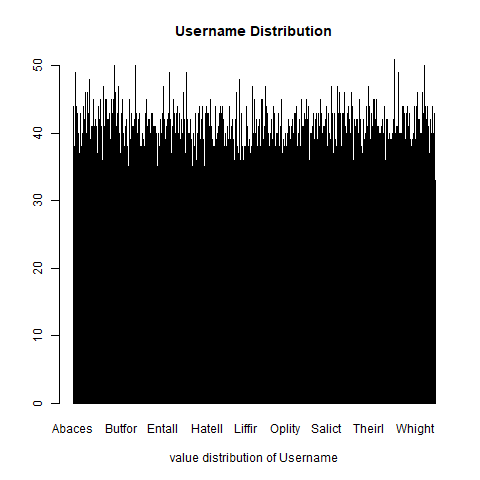 Username Distribution
50
40
30
20
10
0
Abaces Butfor Entall Hatell Liffir Oplity Salict Theirl Whight
value distribution of Username